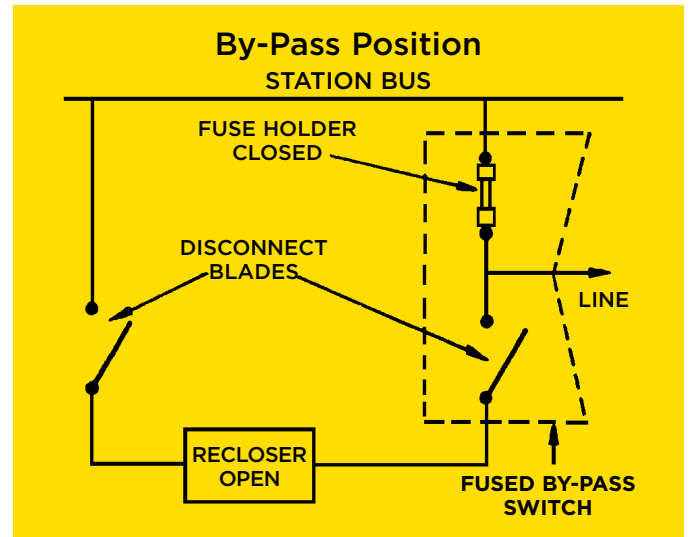 By-Pass Position
STATION BUS
FUSE HOLDER
CLOSED
DISCONNECT
BLADES
LINE
RECLOSER
OPEN
FUSED BY-PASS
SWITCH